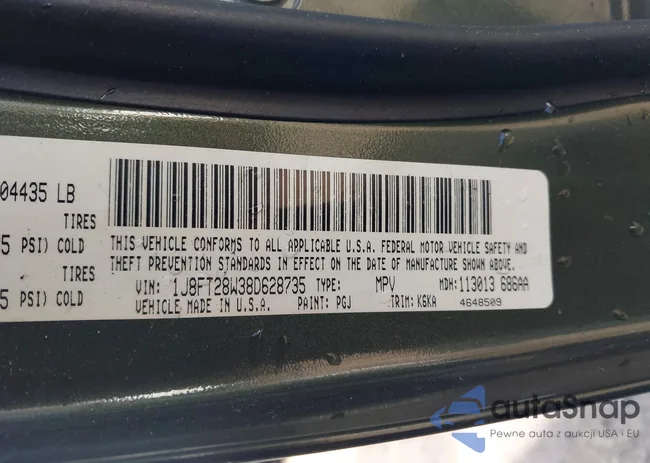 04435 LB
TIRES
5 PSI) COLD
TIRES
5 PSI) COLD
THIS VEHICLE CONFORMS TO ALL APPLICABLE U.S.A. FEDERAL MOTOR VEHICLE SAFETY AND
THEFT PREVENTION STANDARDS IN EFFECT ON THE DATE OF MANUFACTURE SHOWN ABOVE.
VIN: 1J8FT28W38D628735 TYPE: MPV MDH:113013 686AA
VEHICLE MADE IN U.S.A. PAINT: PGJ TRIM: K6KA 4648509
autoSnap
Pewne auta z aukcji USA i EU